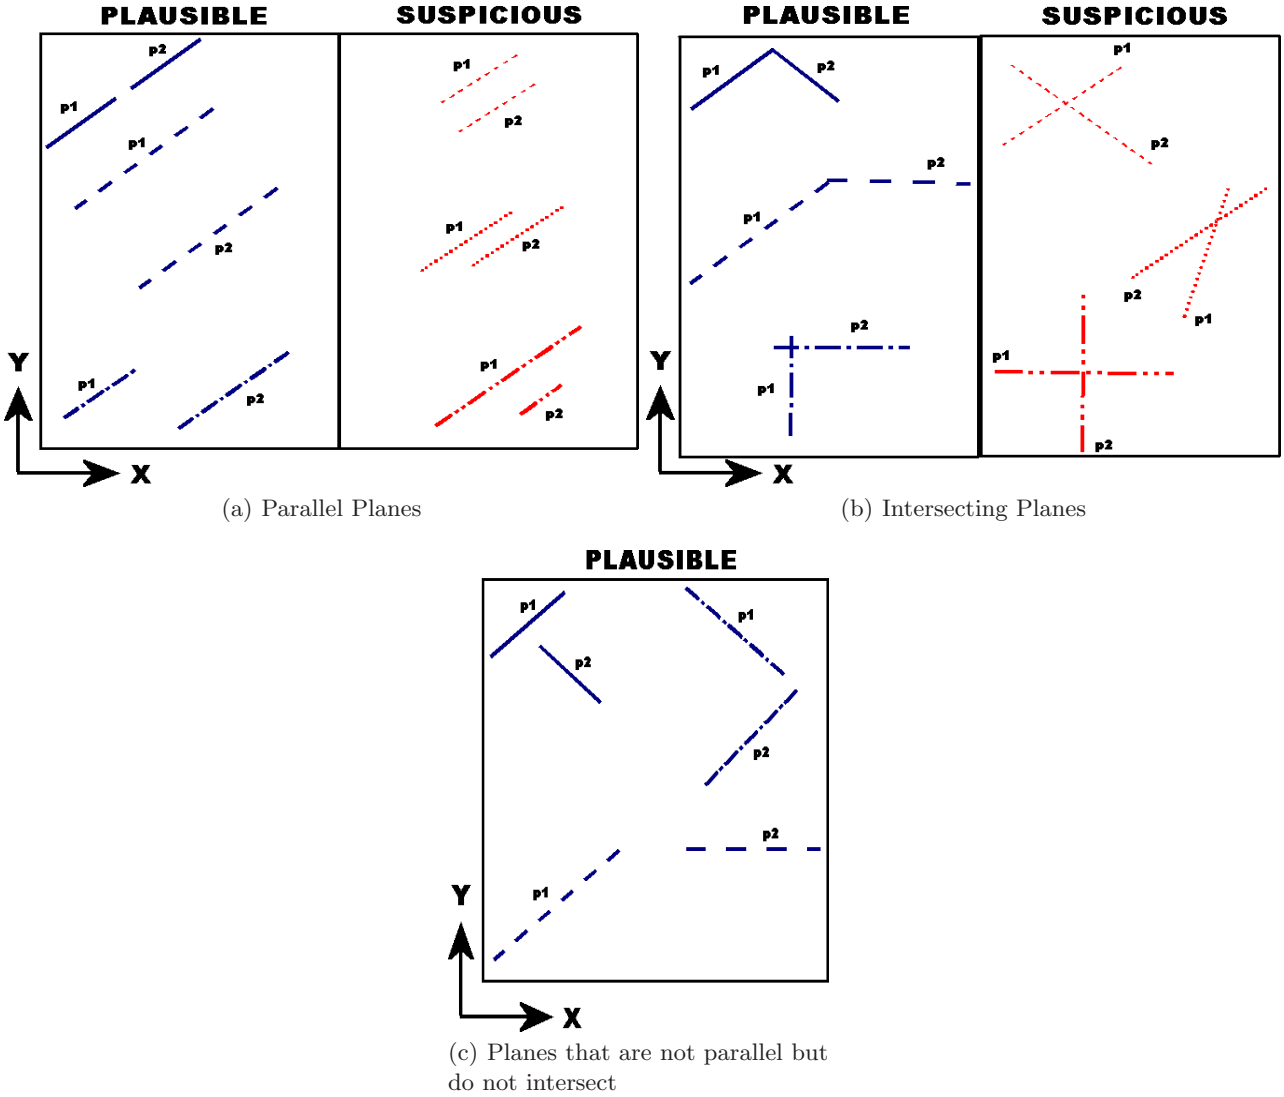 PLAUSIBLE SUSPICIOUS
p2
p1
p1
p2
p1
p2
p1
p2
p1
p2
p1
p2
Y
X
(a) Parallel Planes
PLAUSIBLE SUSPICIOUS
p1
p2
p2
p1
p2
p1
p1
p2
p2
p1
p1
p2
Y
X
(b) Intersecting Planes
PLAUSIBLE
p1
p1
p2
p2
p2
p1
Y
X
(c) Planes that are not parallel but
do not intersect